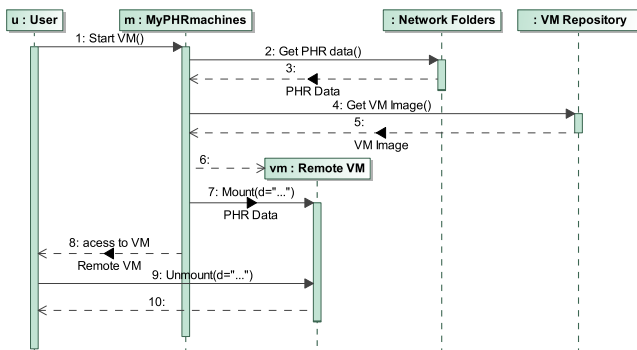 u : User
m : MyPHRmachines
: Network Folders
: VM Repository
1: Start VM()
2: Get PHR data()
3:
PHR Data
4: Get VM Image()
5:
VM Image
6:
vm : Remote VM
7: Mount(d="...")
PHR Data
8: acess to VM
Remote VM
9: Unmount(d="...")
10: